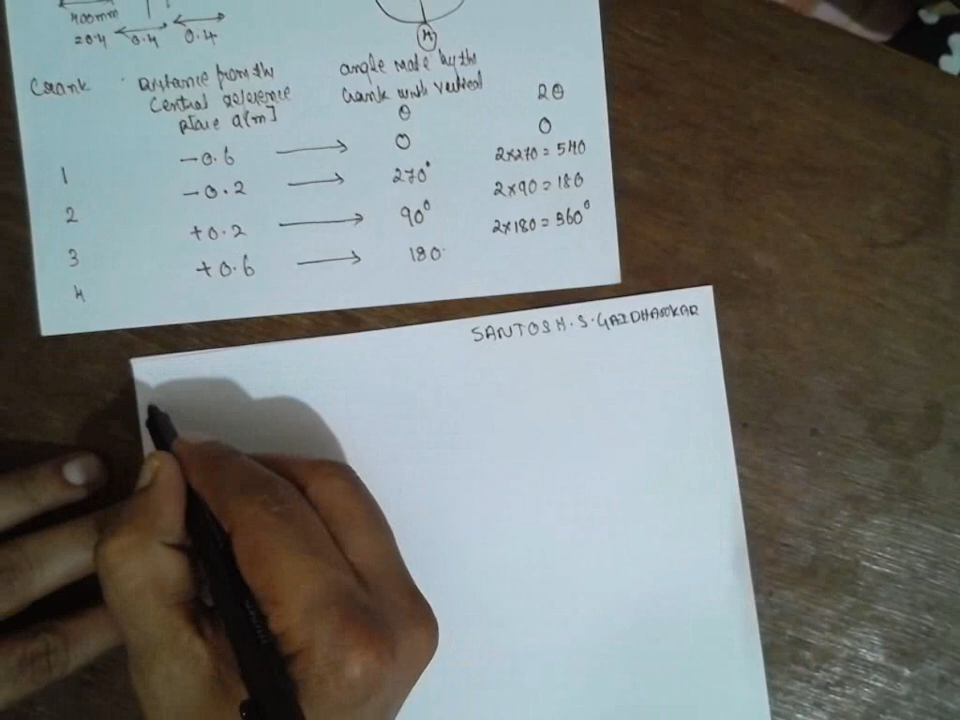 400mm
=0.4 0.4 0.4
4
Crank Distance from the angle made by the
Central reference crank with vertical
plane a(m) θ 2θ
1 -0.6 0 0
2 -0.2 270° 2×270=540
3 +0.2 90° 2×90=180
4 +0.6 180. 2×180=360°
SANTOSH.S.GAIDHANKAR